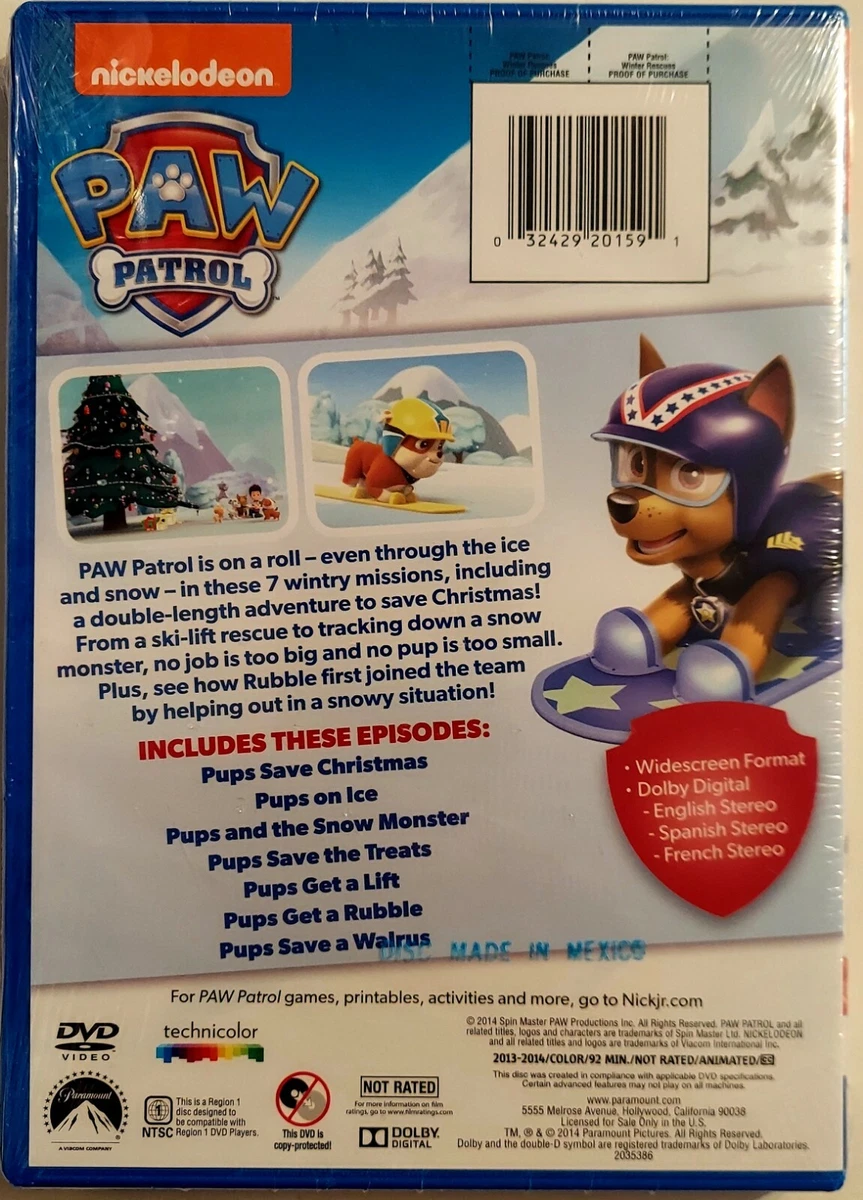 nickelodeon
PAW Patrol:
Winter Rescues
PROOF OF PURCHASE
PAW Patrol:
Winter Rescues
PROOF OF PURCHASE
PAW
PATROL
0 32429 20159 1
PAW Patrol is on a roll – even through the ice
and snow – in these 7 wintry missions, including
a double-length adventure to save Christmas!
From a ski-lift rescue to tracking down a snow
monster, no job is too big and no pup is too small.
Plus, see how Rubble first joined the team
by helping out in a snowy situation!
INCLUDES THESE EPISODES:
Pups Save Christmas
Pups on Ice
Pups and the Snow Monster
Pups Save the Treats
Pups Get a Lift
Pups Get a Rubble
Pups Save a Walrus
DISC MADE IN MEXICO
• Widescreen Format
• Dolby Digital
- English Stereo
- Spanish Stereo
- French Stereo
For PAW Patrol games, printables, activities and more, go to Nickjr.com
DVD
VIDEO
technicolor
© 2014 Spin Master PAW Productions Inc. All Rights Reserved. PAW PATROL and all
related titles, logos and characters are trademarks of Spin Master Ltd. NICKELODEON
and all related titles and logos are trademarks of Viacom International Inc.
2013-2014/COLOR/92 MIN./NOT RATED/ANIMATED/CC
This disc was created in compliance with applicable DVD specifications.
Certain advanced features may not play on all machines.
www.paramount.com
5555 Melrose Avenue, Hollywood, California 90038
Licensed for Sale Only in the U.S.
TM, ® & © 2014 Paramount Pictures. All Rights Reserved.
Dolby and the double-D symbol are registered trademarks of Dolby Laboratories.
2035386
Paramount
A VIACOM COMPANY
1
NTSC
This is a Region 1
disc designed to
be compatible with
Region 1 DVD Players.
This DVD is
copy-protected!
NOT RATED
For more information on film
ratings, go to www.filmratings.com
DOLBY
DIGITAL